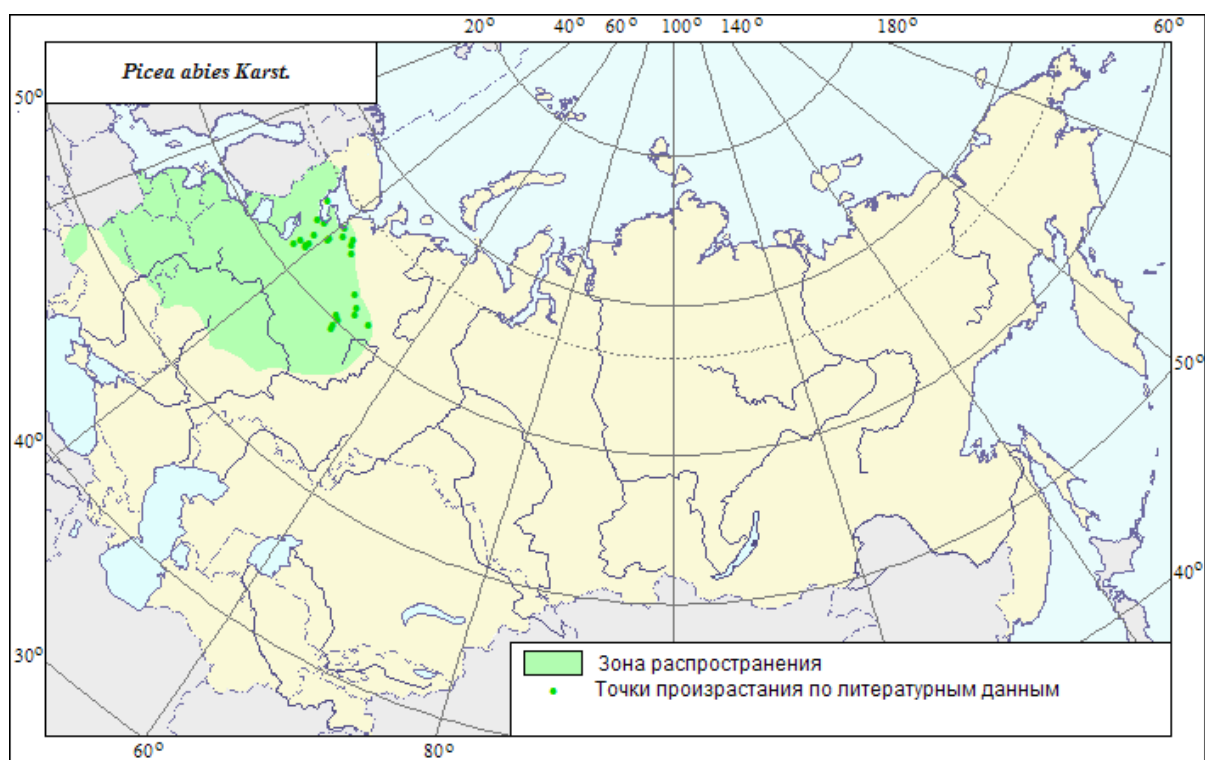 20° 40° 60° 100° 140° 180° 60°
Picea abies Karst.
50°
50°
40°
40°
30°
Зона распространения
Точки произрастания по литературным данным
60° 80°